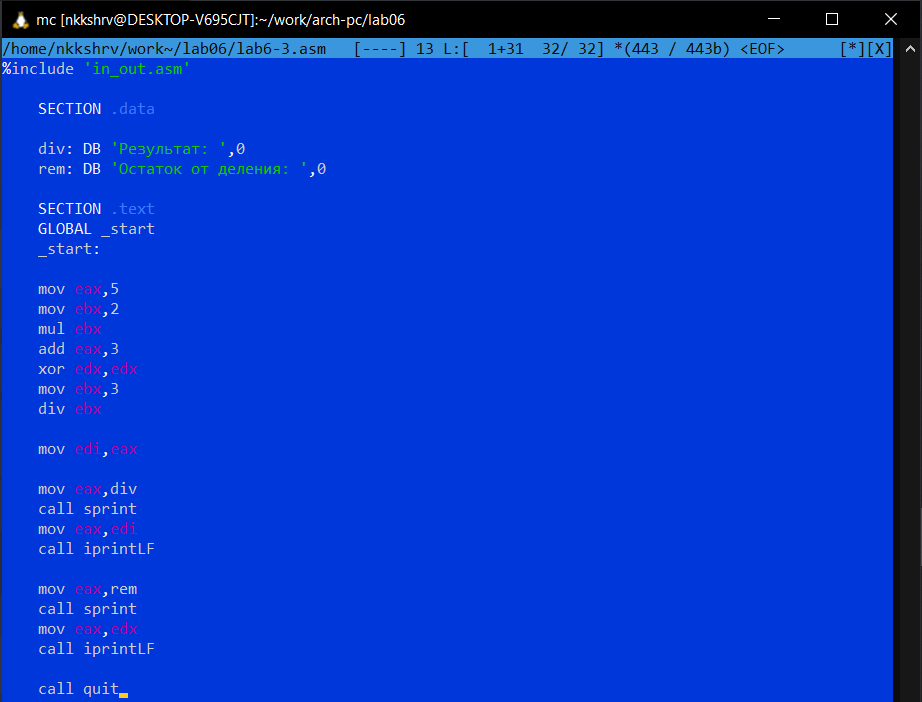 mc [nkkshrv@DESKTOP-V695CJT]:~/work/arch-pc/lab06
/home/nkkshrv/work~/lab06/lab6-3.asm   [----] 13 L:[  1+31  32/ 32] *(443 / 443b) <EOF>      [*][X]
%include 'in_out.asm'
SECTION .data
div: DB 'Результат: ',0
rem: DB 'Остаток от деления: ',0
SECTION .text
GLOBAL _start
_start:
mov eax,5
mov ebx,2
mul ebx
add eax,3
xor edx,edx
mov ebx,3
div ebx
mov edi,eax
mov eax,div
call sprint
mov eax,edi
call iprintLF
mov eax,rem
call sprint
mov eax,edx
call iprintLF
call quit